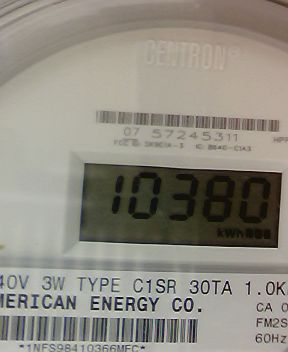 CENTRON®
07 57245311
10380
kWh
40V 3W TYPE C1SR 30TA 1.0K
MERICAN ENERGY CO.
CA 0
FM2S
60Hz
*1NFS98410366MFC*